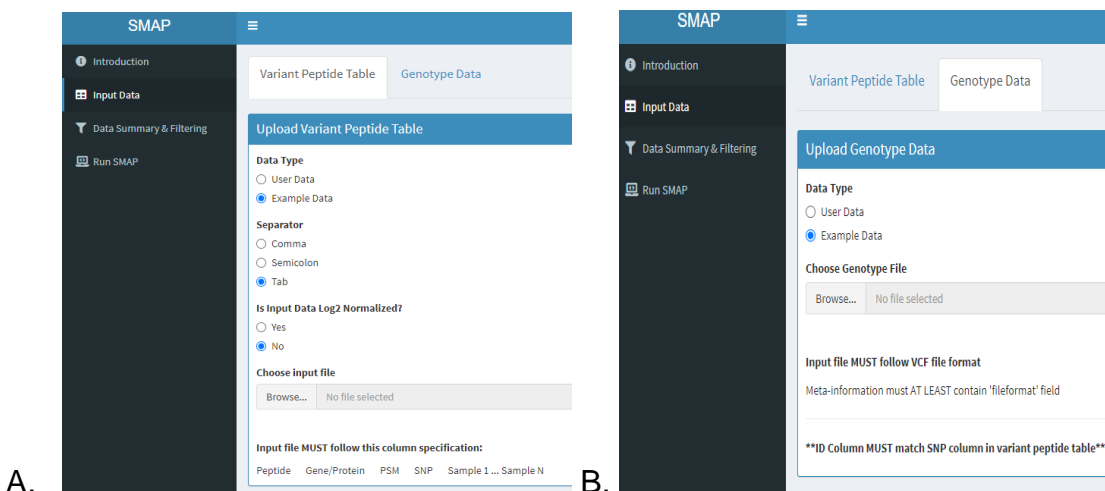 SMAP
Introduction
Input Data
Data Summary & Filtering
Run SMAP
Variant Peptide Table Genotype Data
Upload Variant Peptide Table
Data Type
User Data
Example Data
Separator
Comma
Semicolon
Tab
Is Input Data Log2 Normalized?
Yes
No
Choose input file
Browse... No file selected
Input file MUST follow this column specification:
Peptide Gene/Protein PSM SNP Sample 1 ... Sample N
A.
SMAP
Introduction
Input Data
Data Summary & Filtering
Run SMAP
Variant Peptide Table Genotype Data
Upload Genotype Data
Data Type
User Data
Example Data
Choose Genotype File
Browse... No file selected
Input file MUST follow VCF file format
Meta-information must AT LEAST contain 'fileformat' field
**ID Column MUST match SNP column in variant peptide table**
B.